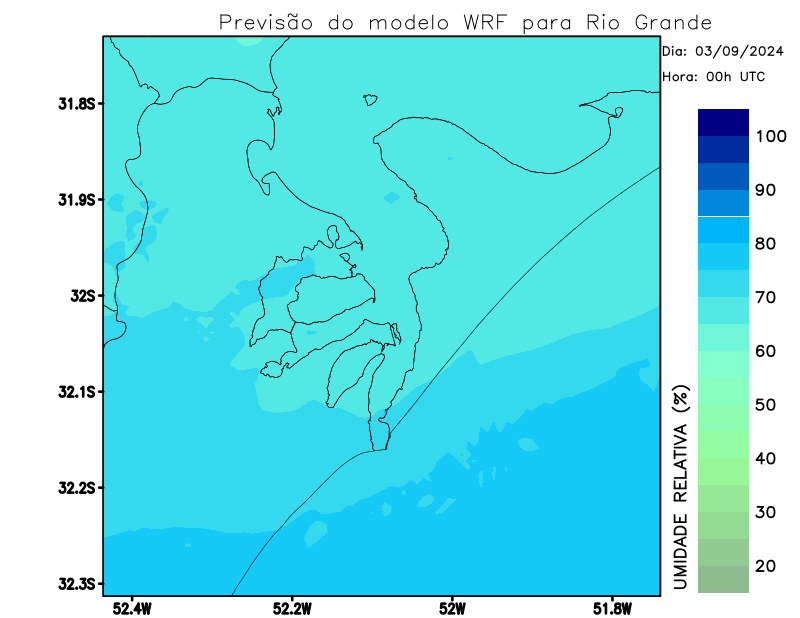 Previsão do modelo WRF para Rio Grande
Dia: 03/09/2024
Hora: 00h UTC
31.8S
31.9S
32S
32.1S
32.2S
32.3S
52.4W
52.2W
52W
51.8W
100
90
80
70
60
50
40
30
20
UMIDADE RELATIVA (%)